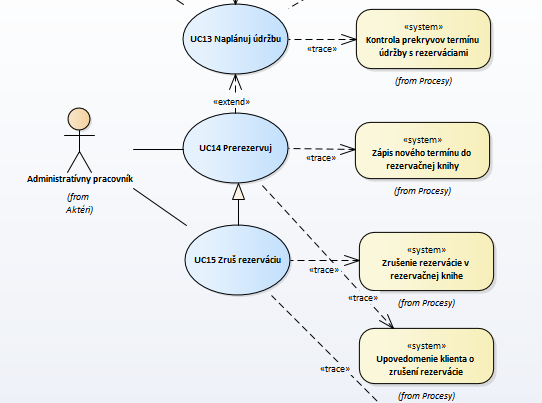 «system»
UC13 Naplánuj údržbu
Kontrola prekryvov termínu
údržby s rezerváciami
«trace»
(from Procesy)
«extend»
«system»
UC14 Prerezervuj
Zápis nového termínu do
rezervačnej knihy
«trace»
Administratívny pracovník
(from
Aktéri)
(from Procesy)
«system»
UC15 Zruš rezerváciu
Zrušenie rezervácie v
rezervačnej knihe
«trace»
«trace»
(from Procesy)
«system»
Upovedomenie klienta o
zrušení rezervácie
«trace»
(from Procesy)